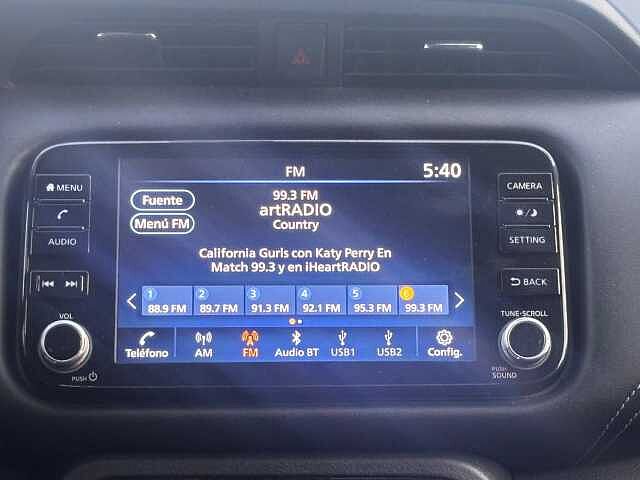 FM
5:40
99.3 FM
artRADIO
Country
Fuente
Menú FM
California Gurls con Katy Perry En
Match 99.3 y en iHeartRADIO
1 2 3 4 5 6
88.9 FM 89.7 FM 91.3 FM 92.1 FM 95.3 FM 99.3 FM
Teléfono AM FM Audio BT USB1 USB2 Config.
MENU
AUDIO
VOL
PUSH
CAMERA
SETTING
BACK
TUNE·SCROLL
PUSH
SOUND